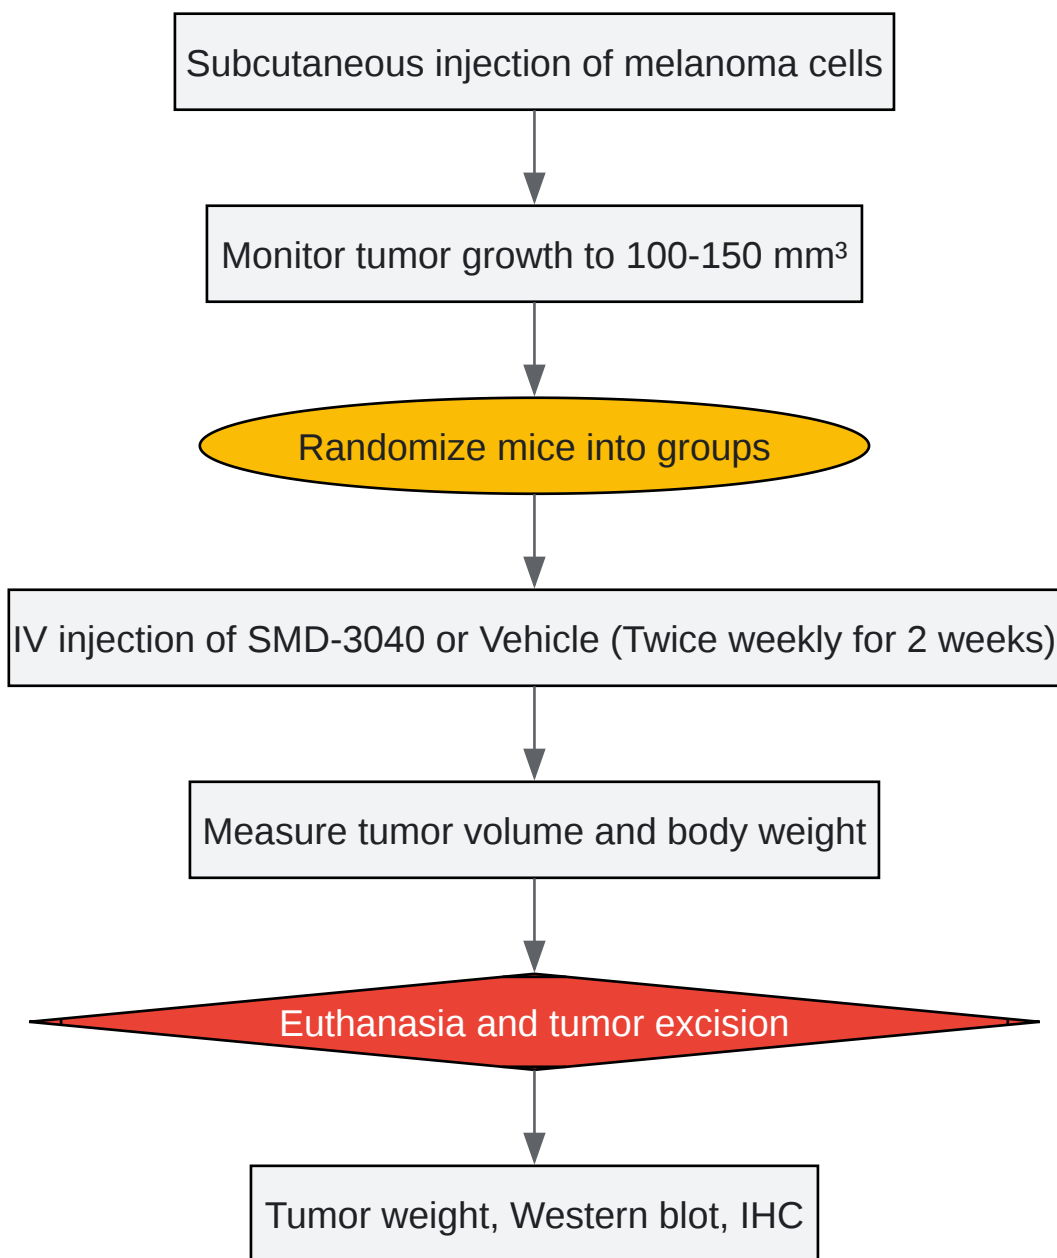 Subcutaneous injection of melanoma cells
Monitor tumor growth to 100-150 mm³
Randomize mice into groups
IV injection of SMD-3040 or Vehicle (Twice weekly for 2 weeks)
Measure tumor volume and body weight
Euthanasia and tumor excision
Tumor weight, Western blot, IHC